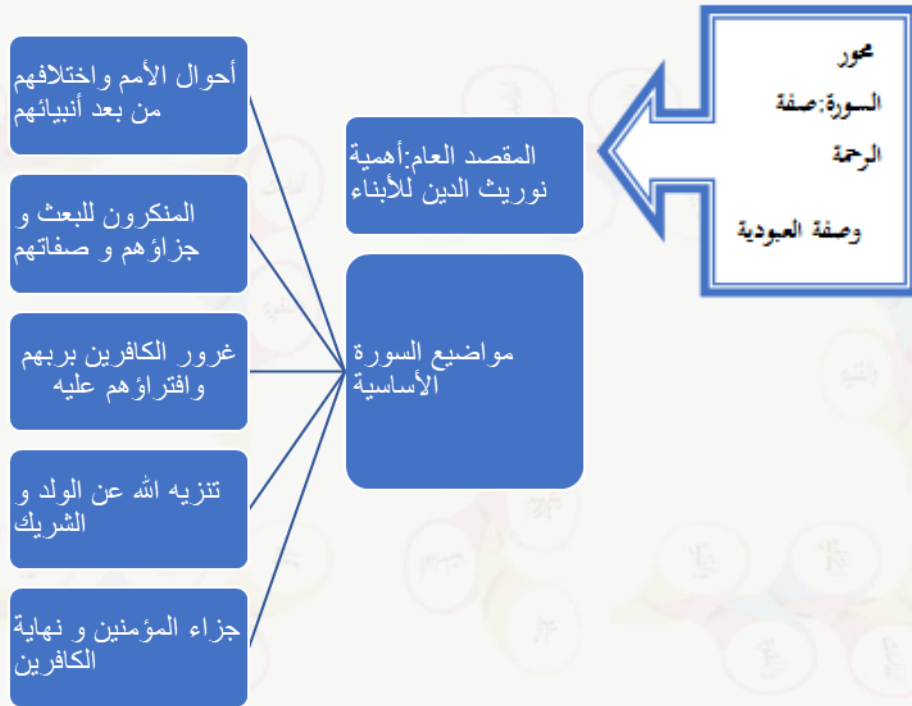 محور
السورة:صفة
الرحمة
وصفة العبودية
المقصد العام:أهمية
نوريث الدين للأبناء
مواضيع السورة
الأساسية
أحوال الأمم واختلافهم
من بعد أنبيائهم
المنكرون للبعث و
جزاؤهم و صفاتهم
غرور الكافرين بربهم
وافتراؤهم عليه
تنزيه الله عن الولد و
الشريك
جزاء المؤمنين و نهاية
الكافرين